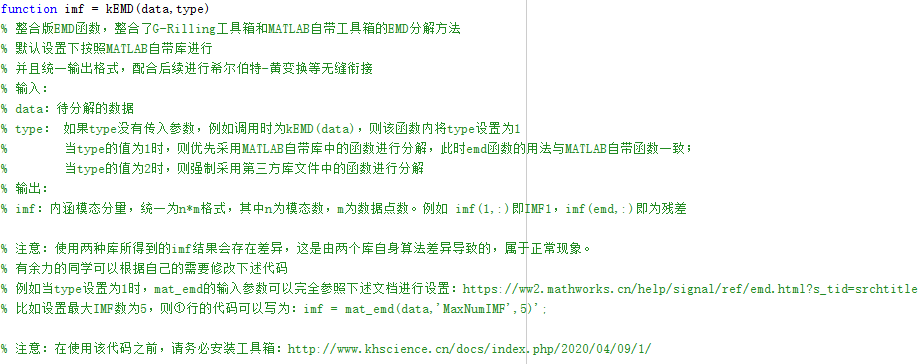 function imf = kEMD(data,type)
% 整合版EMD函数，整合了G-Rilling工具箱和MATLAB自带工具箱的EMD分解方法
% 默认设置下按照MATLAB自带库进行
% 并且统一输出格式，配合后续进行希尔伯特-黄变换等无缝衔接
% 输入：
% data：待分解的数据
% type： 如果type没有传入参数，例如调用时为kEMD(data)，则该函数内将type设置为1
% 当type的值为1时，则优先采用MATLAB自带库中的函数进行分解，此时emd函数的用法与MATLAB自带函数一致；
% 当type的值为2时，则强制采用第三方库文件中的函数进行分解
% 输出：
% imf：内涵模态分量，统一为n*m格式，其中n为模态数，m为数据点数。例如 imf(1,:)即IMF1，imf(emd,:)即为残差
% 注意：使用两种库所得到的imf结果会存在差异，这是由两个库自身算法差异导致的，属于正常现象。
% 有余力的同学可以根据自己的需要修改下述代码
% 例如当type设置为1时，mat_emd的输入参数可以完全参照下述文档进行设置：https://ww2.mathworks.cn/help/signal/ref/emd.html?s_tid=srchtitle
% 比如设置最大IMF数为5，则①行的代码可以写为：imf = mat_emd(data,'MaxNumIMF',5)';
% 注意：在使用该代码之前，请务必安装工具箱：http://www.khscience.cn/docs/index.php/2020/04/09/1/